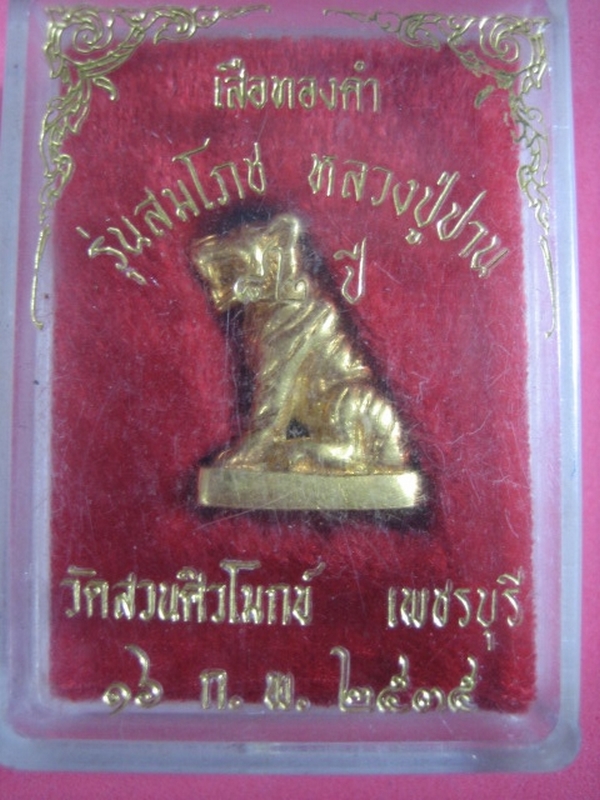 เสือทองคำ
รุ่นสมโภช หลวงปู่ปาน
๘๒ ปี
วัดสวนศิวโมกข์ เพชรบุรี
๑๖ ก.พ. ๒๕๓๕